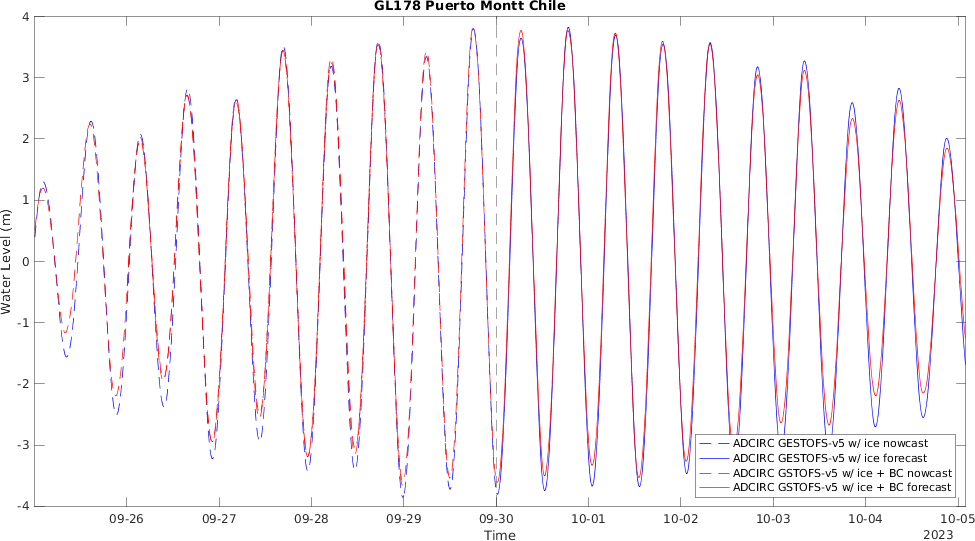 GL178 Puerto Montt Chile
4
3
2
1
0
-1
-2
-3
-4
Water Level (m)
ADCIRC GESTOFS-v5 w/ ice nowcast
ADCIRC GESTOFS-v5 w/ ice forecast
ADCIRC GSTOFS-v5 w/ ice + BC nowcast
ADCIRC GSTOFS-v5 w/ ice + BC forecast
09-26 09-27 09-28 09-29 09-30 10-01 10-02 10-03 10-04 10-05
Time 2023